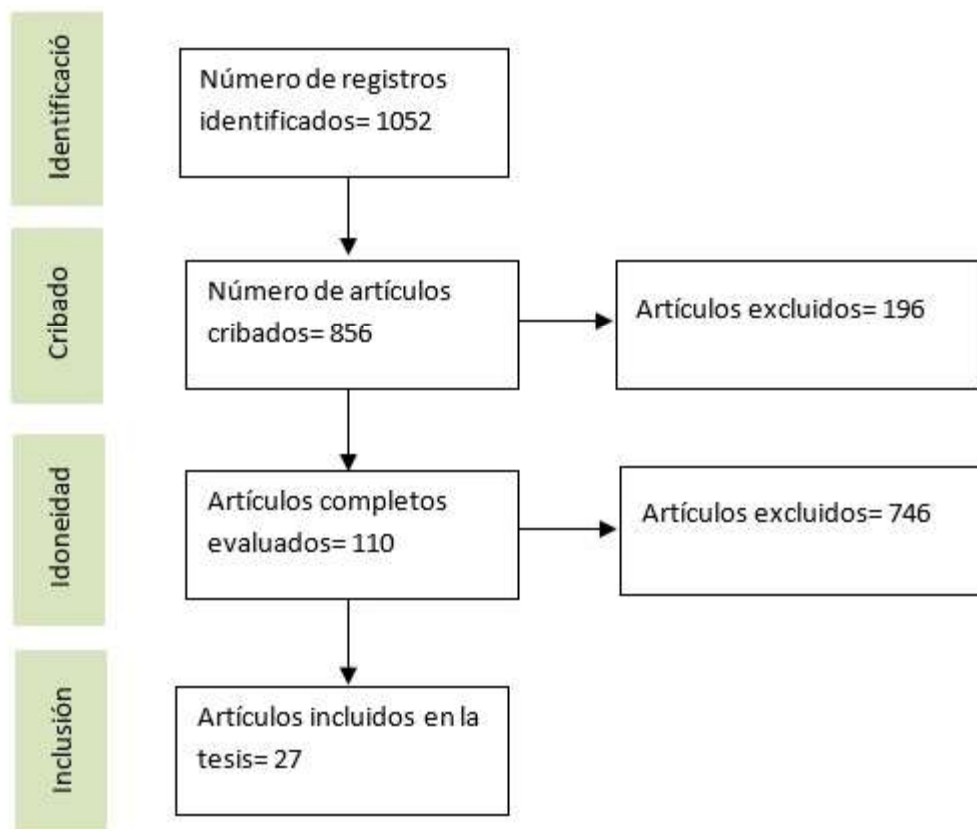 Identificació
Número de registros
identificados= 1052
Cribado
Número de artículos
cribados= 856
Artículos excluidos= 196
Idoneidad
Artículos completos
evaluados= 110
Artículos excluidos= 746
Inclusión
Artículos incluidos en la
tesis= 27